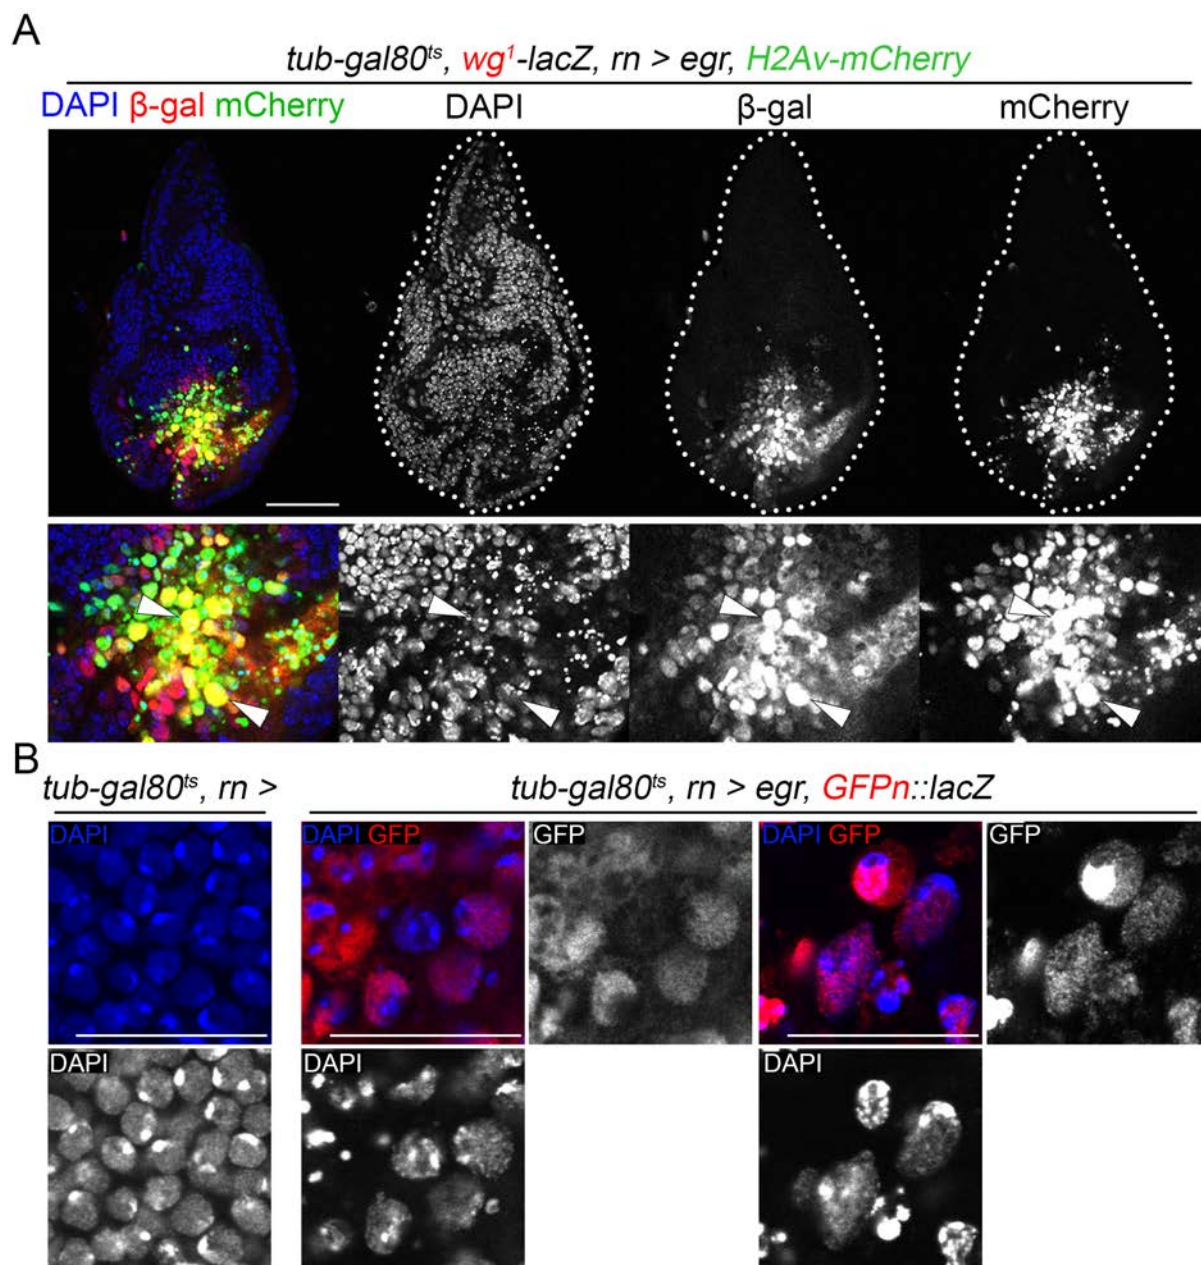 A
tub-gal80ts, wg1-lacZ, rn > egr, H2Av-mCherry
DAPI β-gal mCherry DAPI β-gal mCherry
B
tub-gal80ts, rn > tub-gal80ts, rn > egr, GFPn::lacZ
DAPI DAPI GFP GFP DAPI GFP GFP
DAPI DAPI DAPI